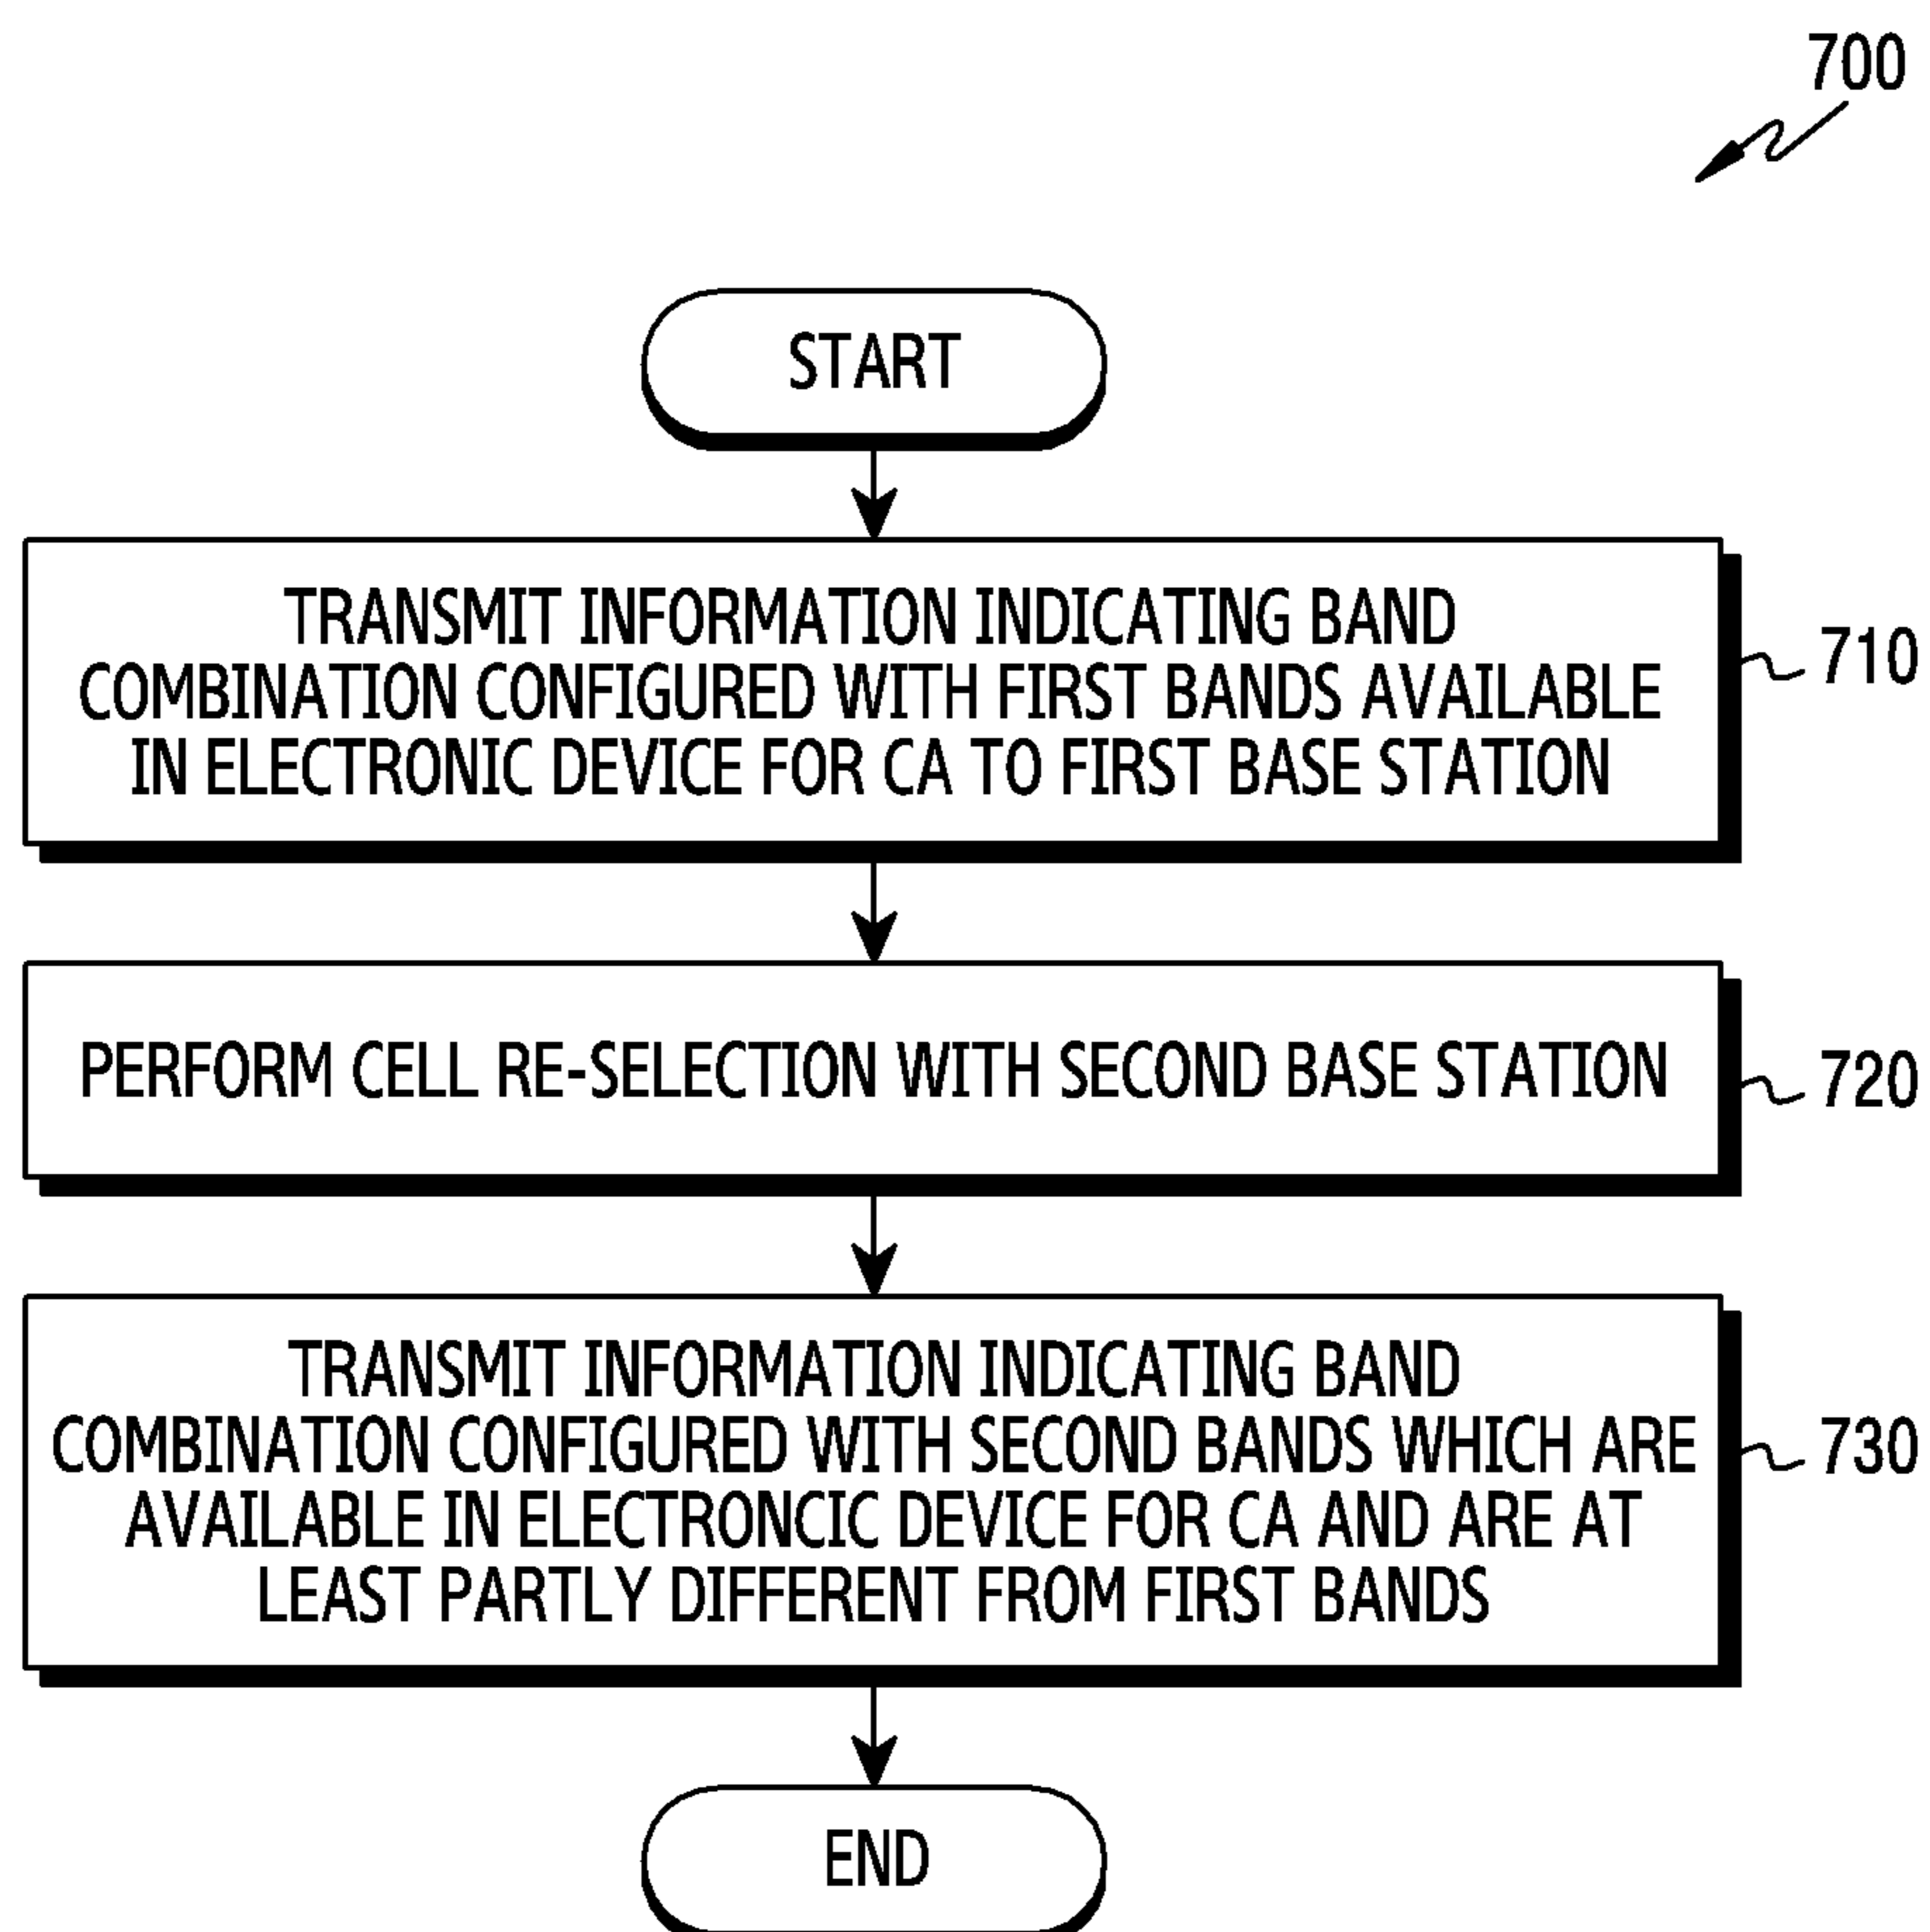 700
START
TRANSMIT INFORMATION INDICATING BAND
COMBINATION CONFIGURED WITH FIRST BANDS AVAILABLE
IN ELECTRONIC DEVICE FOR CA TO FIRST BASE STATION
710
PERFORM CELL RE-SELECTION WITH SECOND BASE STATION
720
TRANSMIT INFORMATION INDICATING BAND
COMBINATION CONFIGURED WITH SECOND BANDS WHICH ARE
AVAILABLE IN ELECTRONCIC DEVICE FOR CA AND ARE AT
LEAST PARTLY DIFFERENT FROM FIRST BANDS
730
END